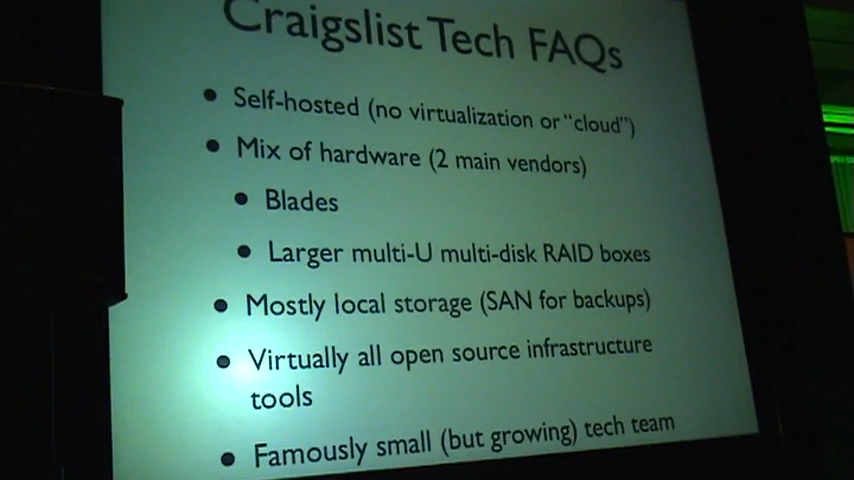 Craigslist Tech FAQs
• Self-hosted (no virtualization or “cloud”)
• Mix of hardware (2 main vendors)
• Blades
• Larger multi-U multi-disk RAID boxes
• Mostly local storage (SAN for backups)
• Virtually all open source infrastructure
tools
• Famously small (but growing) tech team